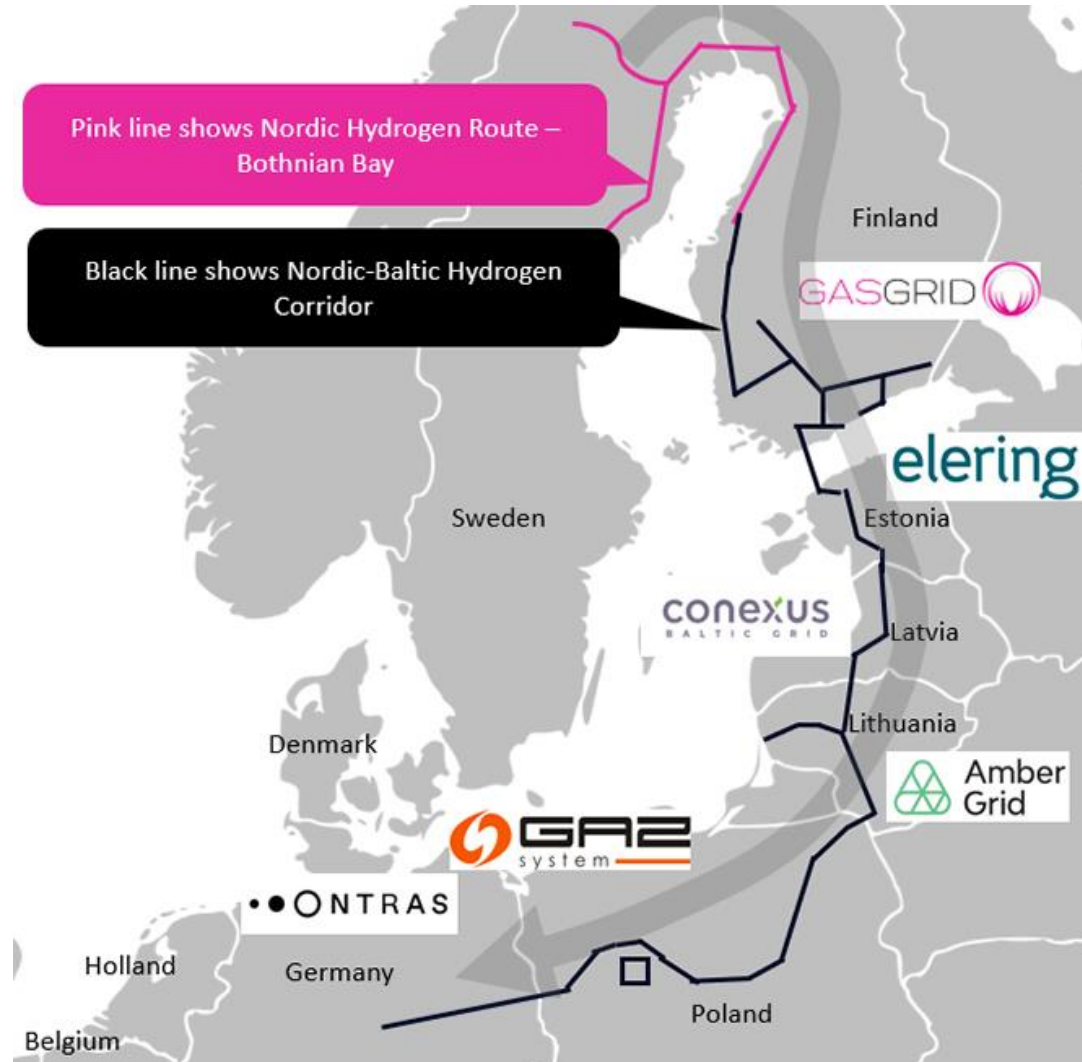 Pink line shows Nordic Hydrogen Route –
Bothnian Bay
Finland
Black line shows Nordic-Baltic Hydrogen
Corridor
GASGRID
elering
Sweden
Estonia
conexus
BALTIC GRID
Latvia
Lithuania
Denmark
Amber
Grid
GAZ
system
ONTRAS
Holland
Germany
Poland
Belgium